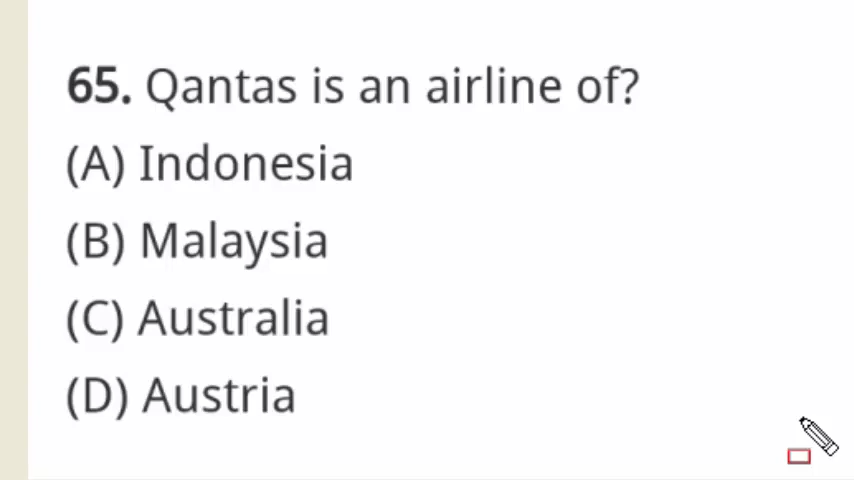 65. Qantas is an airline of?
(A) Indonesia
(B) Malaysia
(C) Australia
(D) Austria